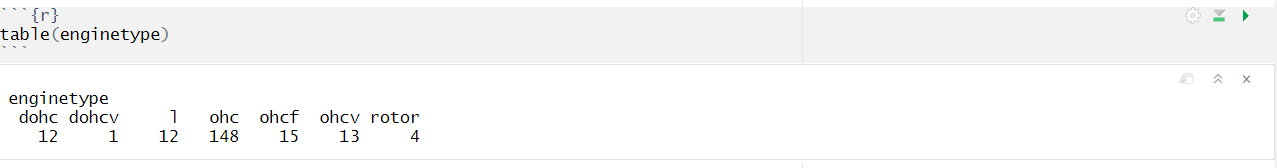 ```{r}
table(enginetype)
```
enginetype
dohc dohcv l ohc ohcf ohcv rotor
12 1 12 148 15 13 4